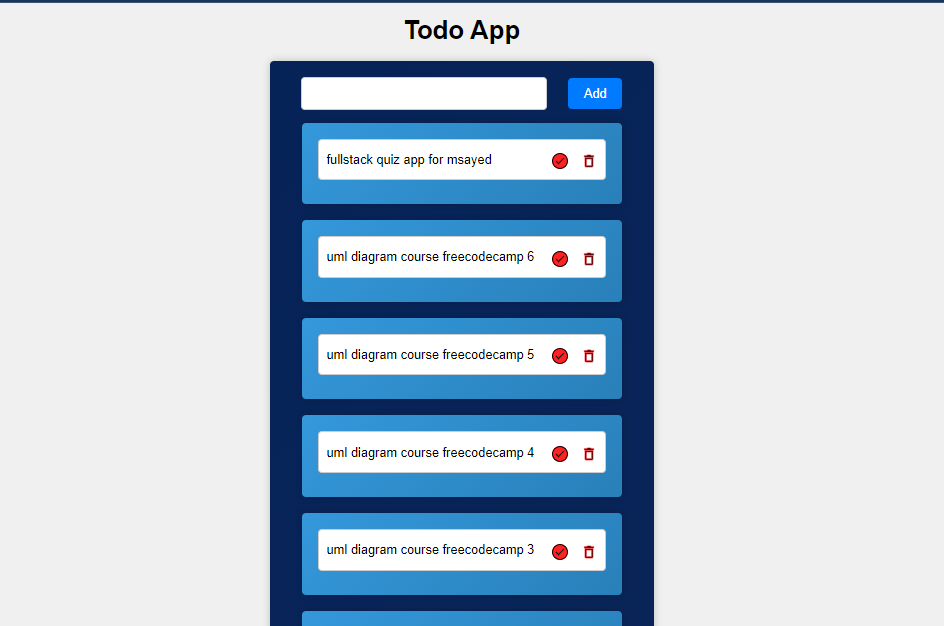 Todo App
Add
fullstack quiz app for msayed
uml diagram course freecodecamp 6
uml diagram course freecodecamp 5
uml diagram course freecodecamp 4
uml diagram course freecodecamp 3